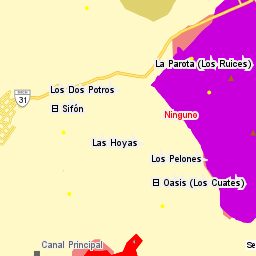 La Parota (Los Ruices)
Los Dos Potros
31
Sifón
Ninguno
Las Hoyas
Los Pelones
Oasis (Los Cuates)
Canal Principal
Se